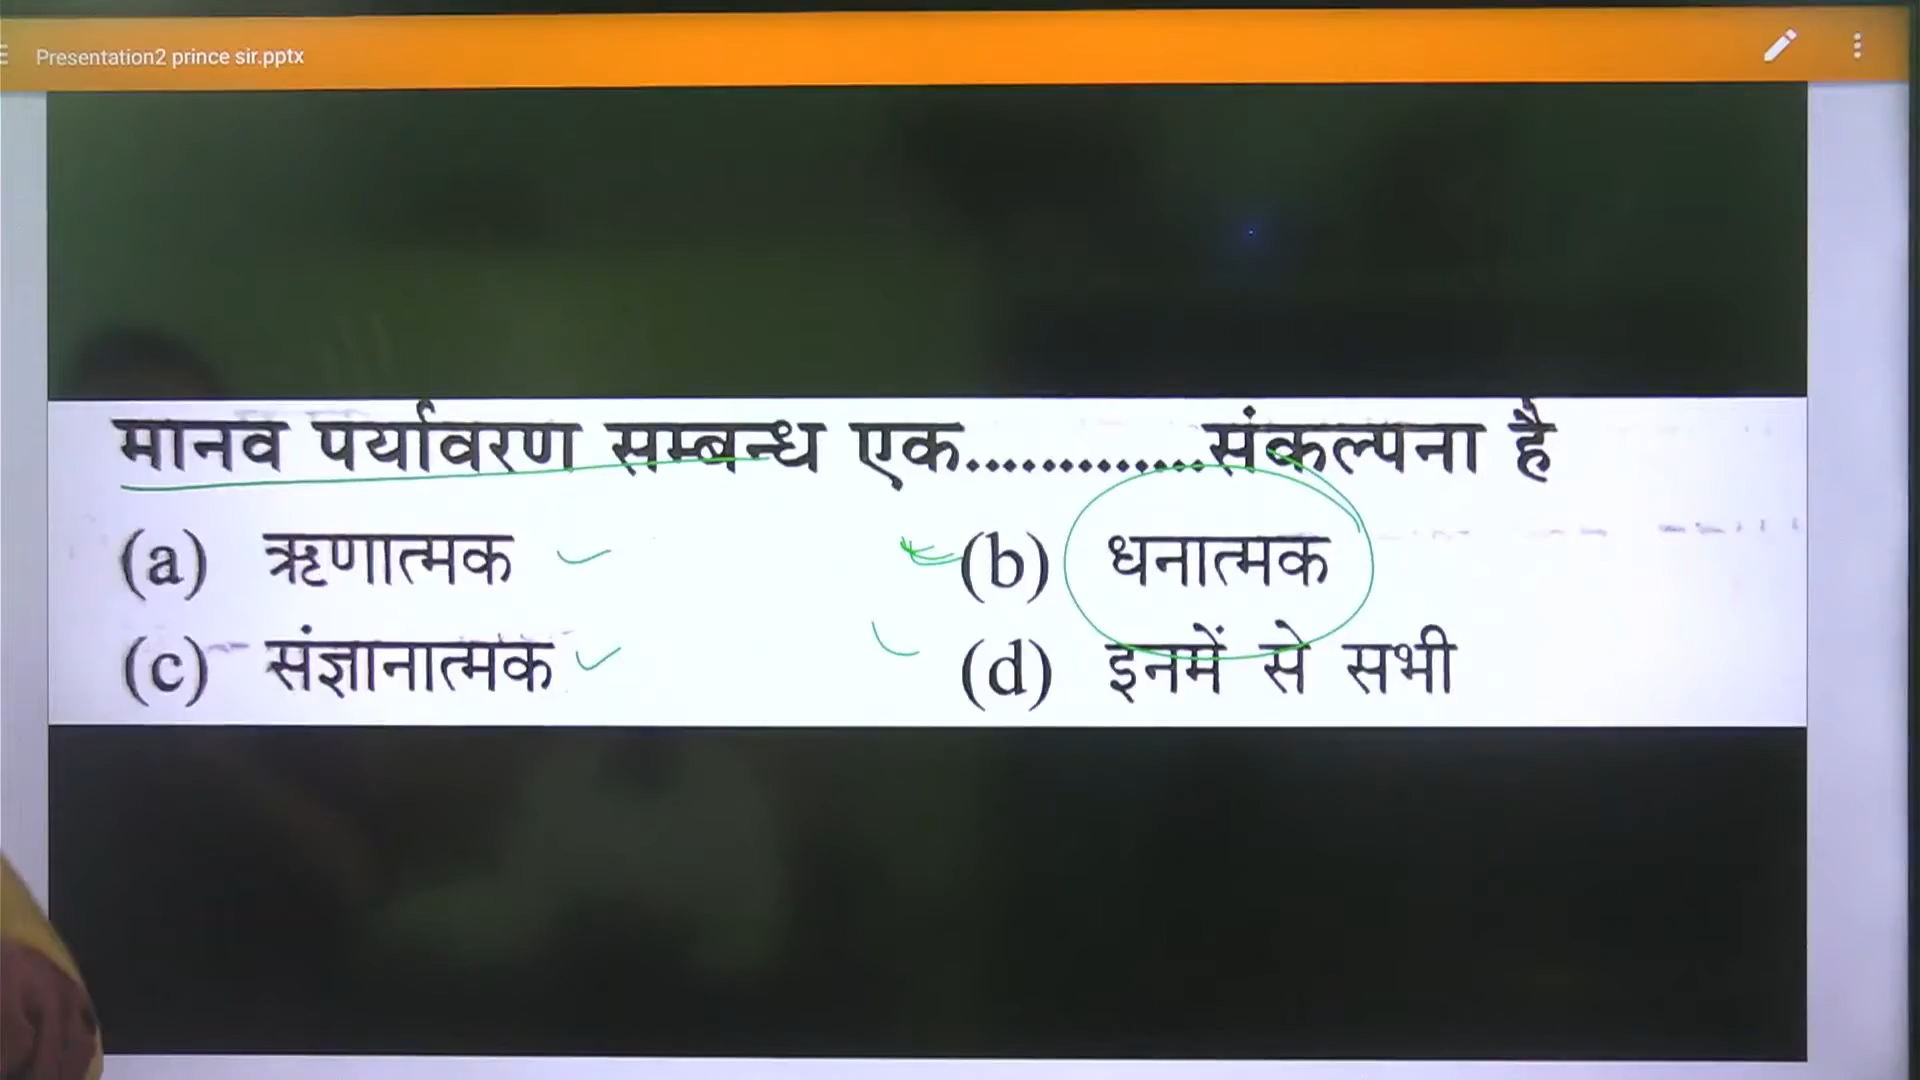 Presentation2 prince sir.pptx
मानव पर्यावरण सम्बन्ध एक.............संकल्पना है
(a) ऋणात्मक (b) धनात्मक
(c) संज्ञानात्मक (d) इनमें से सभी